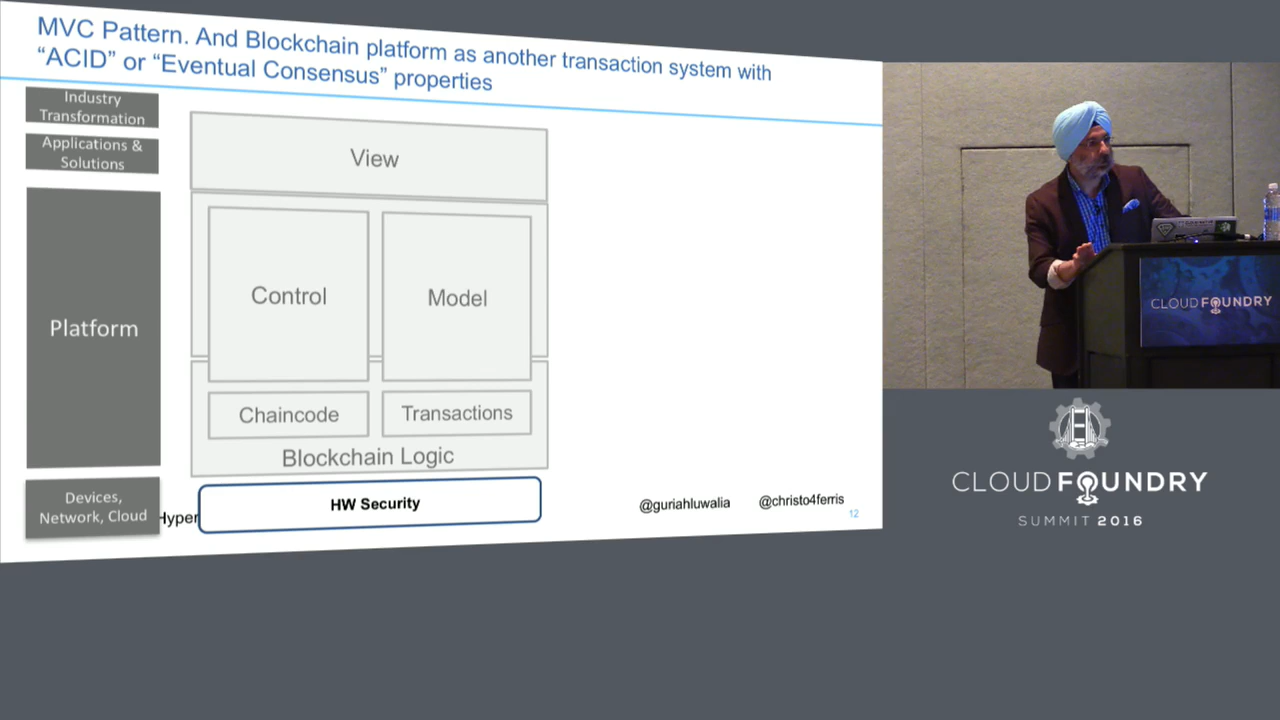 MVC Pattern. And Blockchain platform as another transaction system with
“ACID” or “Eventual Consensus” properties
Industry
Transformation
Applications &
Solutions
Platform
Devices,
Network, Cloud
View
Control
Model
Chaincode
Transactions
Blockchain Logic
Hyper
HW Security
@guriahluwalia
@christo4ferris
12
CLOUD FOUNDRY
CLOUD FOUNDRY
SUMMIT 2016